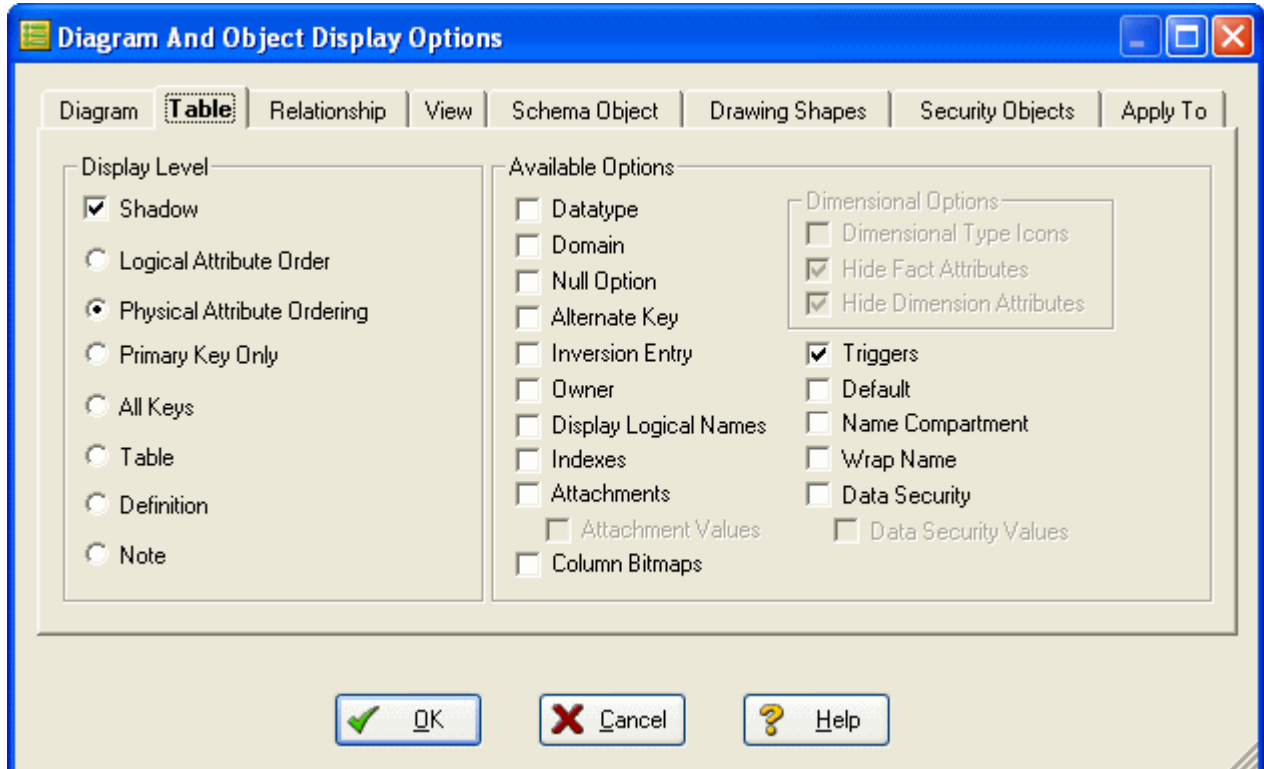 Diagram And Object Display Options
Diagram Table Relationship View Schema Object Drawing Shapes Security Objects Apply To
Display Level
Shadow
Logical Attribute Order
Physical Attribute Ordering
Primary Key Only
All Keys
Table
Definition
Note
Available Options
Datatype
Domain
Null Option
Alternate Key
Inversion Entry
Owner
Display Logical Names
Indexes
Attachments
Attachment Values
Column Bitmaps
Dimensional Options
Dimensional Type Icons
Hide Fact Attributes
Hide Dimension Attributes
Triggers
Default
Name Compartment
Wrap Name
Data Security
Data Security Values
OK Cancel Help